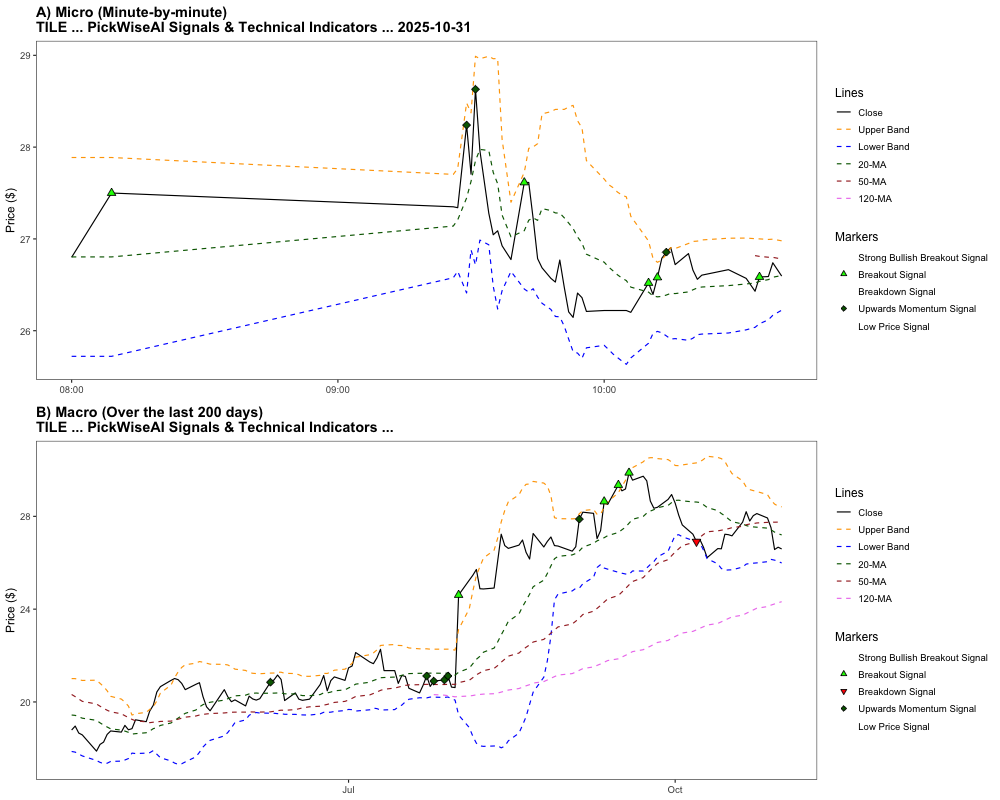 A) Micro (Minute-by-minute)
TILE ... PickWiseAI Signals & Technical Indicators ... 2025-10-31
29
28
27
26
Price ($)
08:00
09:00
10:00
Lines
Close
Upper Band
Lower Band
20-MA
50-MA
120-MA
Markers
Strong Bullish Breakout Signal
Breakout Signal
Breakdown Signal
Upwards Momentum Signal
Low Price Signal
B) Macro (Over the last 200 days)
TILE ... PickWiseAI Signals & Technical Indicators ...
28
24
20
Price ($)
Jul
Oct
Lines
Close
Upper Band
Lower Band
20-MA
50-MA
120-MA
Markers
Strong Bullish Breakout Signal
Breakout Signal
Breakdown Signal
Upwards Momentum Signal
Low Price Signal